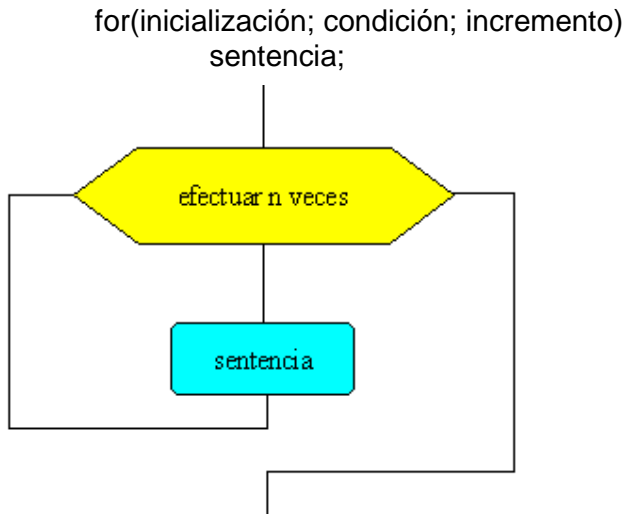 for(inicialización; condición; incremento)
sentencia;
efectuar n veces
sentencia